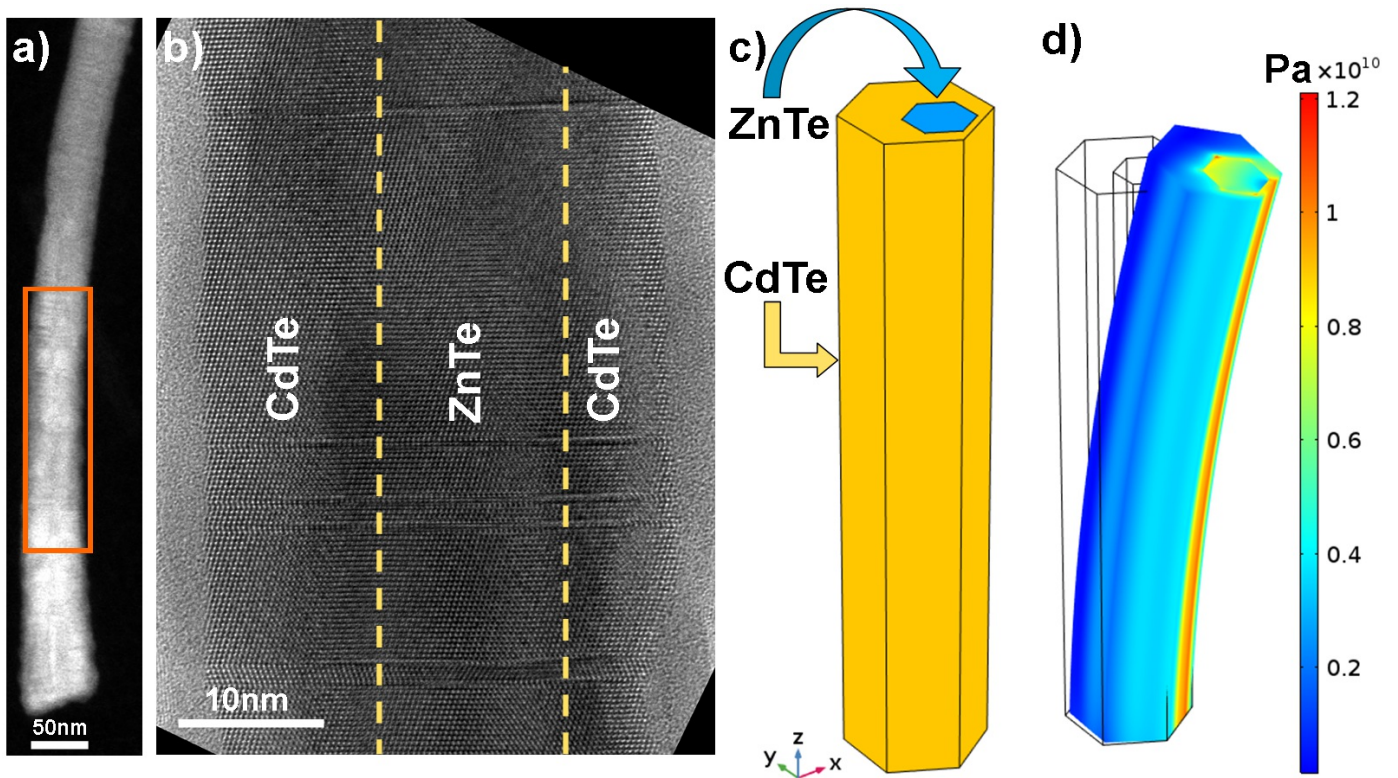 a)
50nm
b)
CdTe
ZnTe
CdTe
10nm
c)
ZnTe
CdTe
z
y
x
d)
Pa ×10¹⁰
1.2
1
0.8
0.6
0.4
0.2